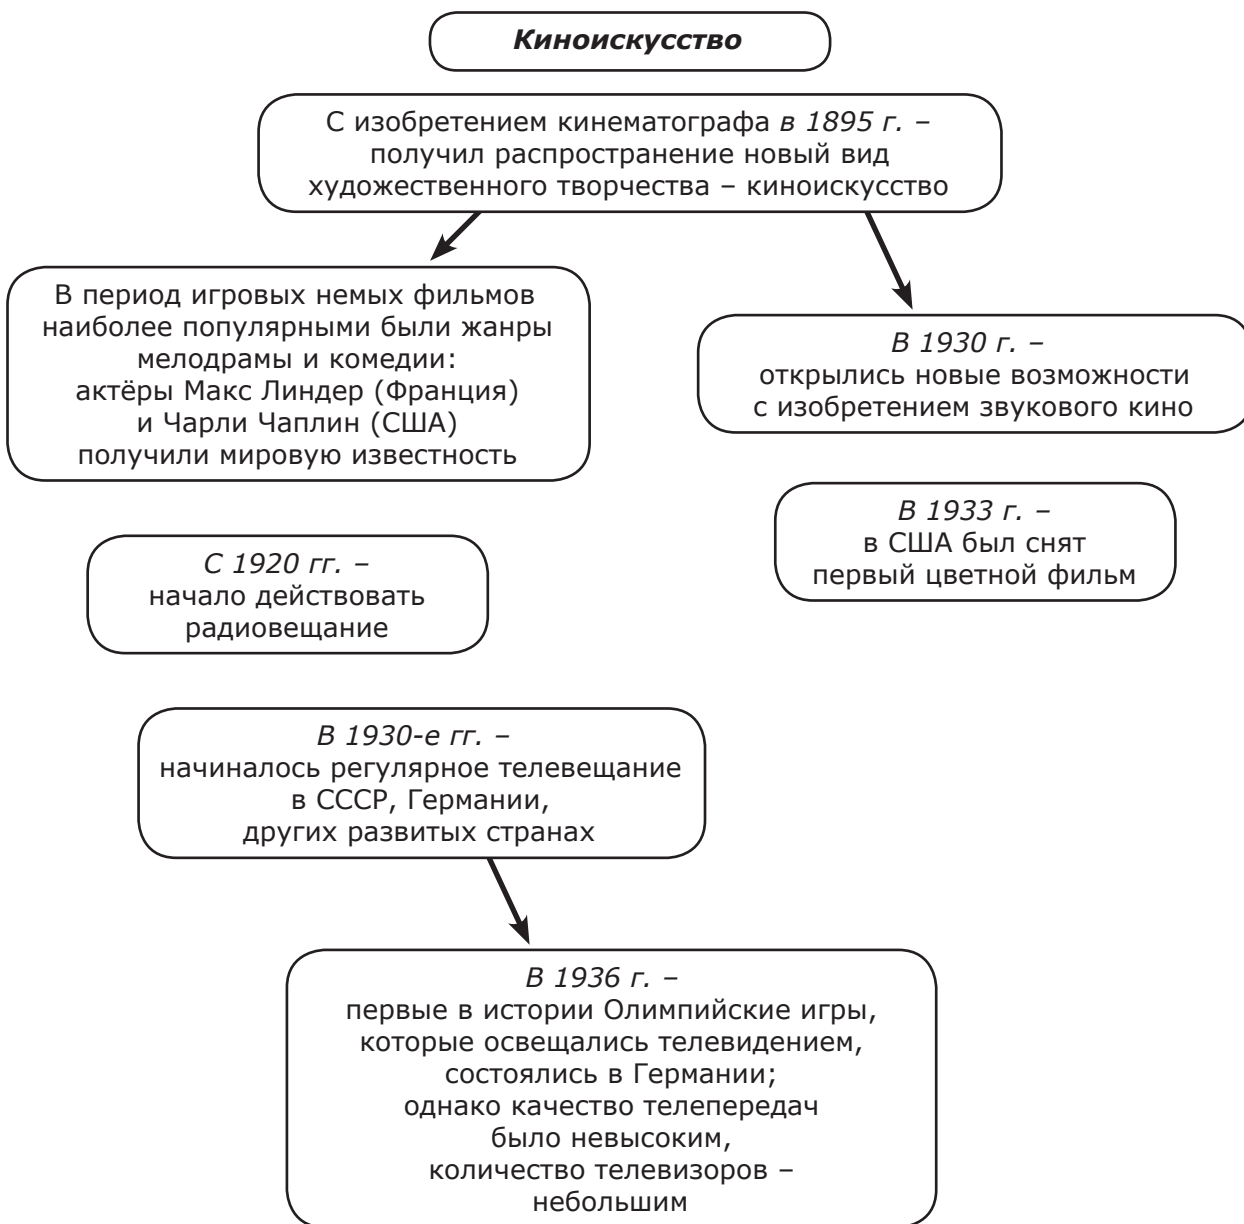 Киноискусство
С изобретением кинематографа в 1895 г. –
получил распространение новый вид
художественного творчества – киноискусство
В период игровых немых фильмов
наиболее популярными были жанры
мелодрамы и комедии:
актёры Макс Линдер (Франция)
и Чарли Чаплин (США)
получили мировую известность
В 1930 г. –
открылись новые возможности
с изобретением звукового кино
В 1933 г. –
в США был снят
первый цветной фильм
С 1920 гг. –
начало действовать
радиовещание
В 1930-е гг. –
начиналось регулярное телевещание
в СССР, Германии,
других развитых странах
В 1936 г. –
первые в истории Олимпийские игры,
которые освещались телевидением,
состоялись в Германии;
однако качество телепередач
было невысоким,
количество телевизоров –
небольшим